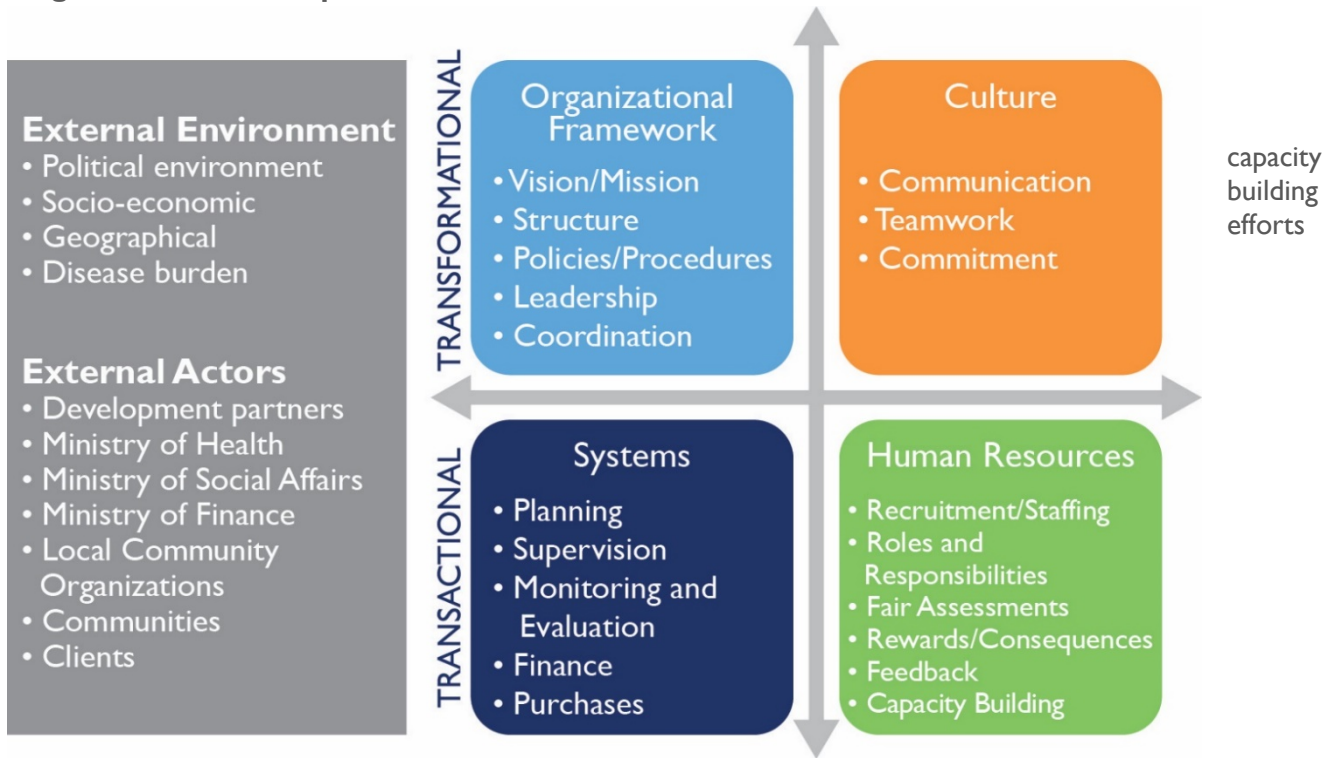 External Environment
• Political environment
• Socio-economic
• Geographical
• Disease burden
External Actors
• Development partners
• Ministry of Health
• Ministry of Social Affairs
• Ministry of Finance
• Local Community
Organizations
• Communities
• Clients
TRANSFORMATIONAL
Organizational
Framework
• Vision/Mission
• Structure
• Policies/Procedures
• Leadership
• Coordination
Culture
• Communication
• Teamwork
• Commitment
TRANSACTIONAL
Systems
• Planning
• Supervision
• Monitoring and
Evaluation
• Finance
• Purchases
Human Resources
• Recruitment/Staffing
• Roles and
Responsibilities
• Fair Assessments
• Rewards/Consequences
• Feedback
• Capacity Building
capacity
building
efforts